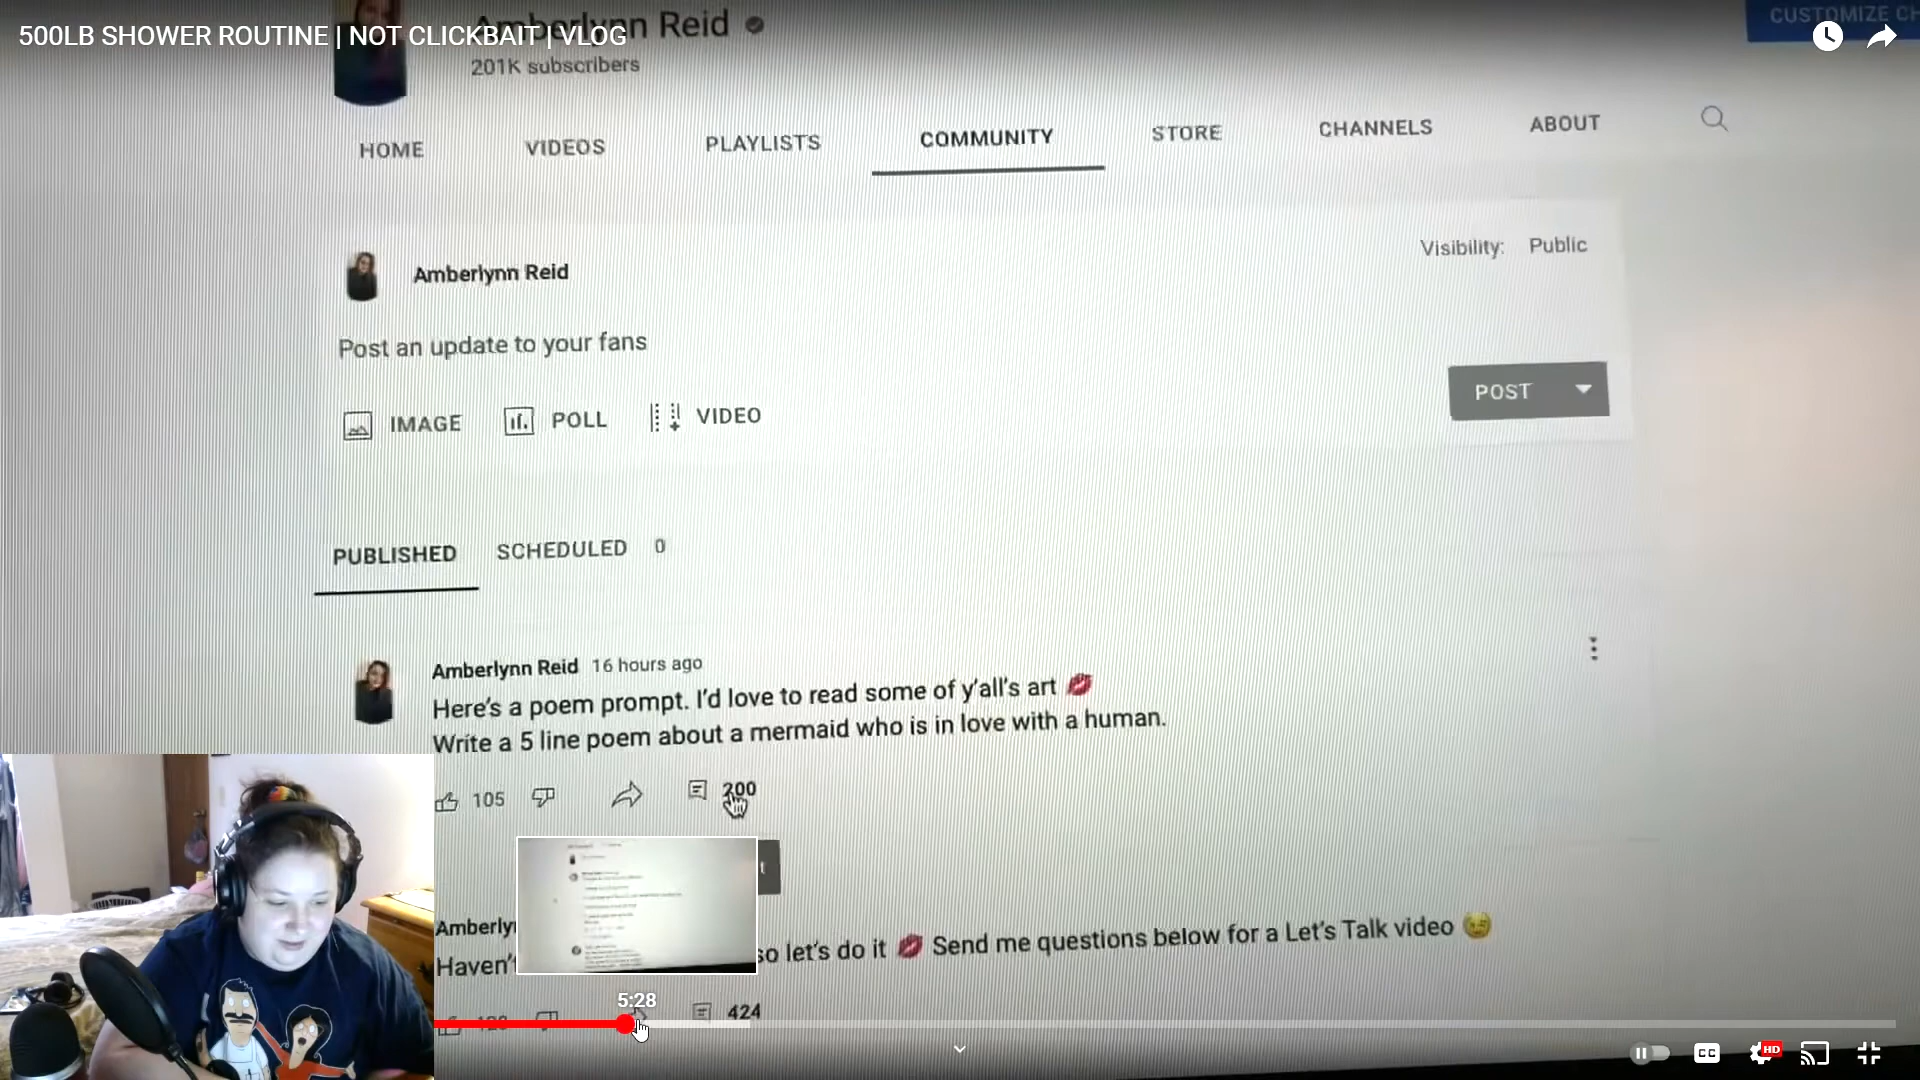 500LB SHOWER ROUTINE | NOT CLICKBAIT | VLOG
Amberlynn Reid
201K subscribers
CUSTOMIZE
HOME VIDEOS PLAYLISTS COMMUNITY STORE CHANNELS ABOUT
Amberlynn Reid
Visibility: Public
Post an update to your fans
IMAGE POLL VIDEO
POST
PUBLISHED SCHEDULED 0
Amberlynn Reid 16 hours ago
Here's a poem prompt. I'd love to read some of y'all's art 💋
Write a 5 line poem about a mermaid who is in love with a human.
105 200
so let's do it 💋 Send me questions below for a Let's Talk video 🧐
5:28
424
CC HD